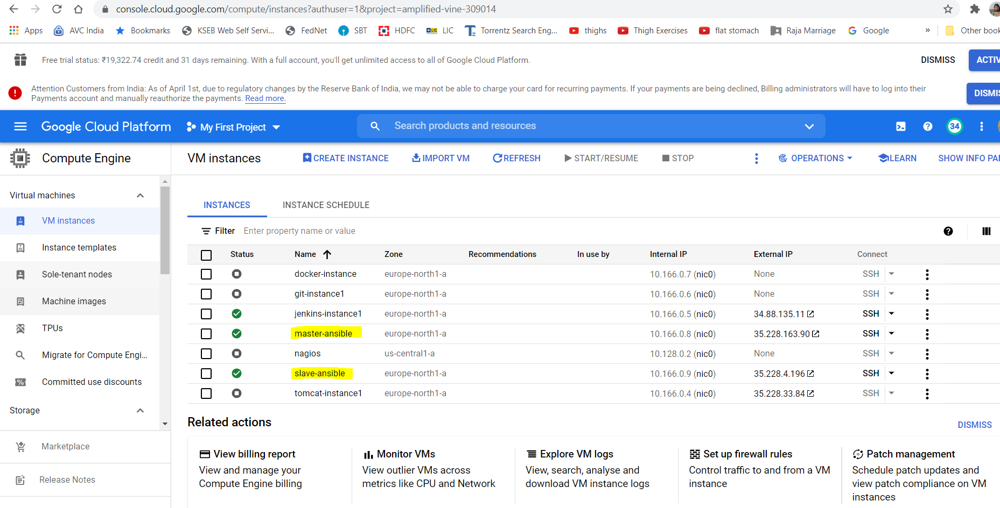 console.cloud.google.com/compute/instances?authuser=1&project=amplified-vine-309014
Apps AVC India Bookmarks KSEB Web Self Servi... FedNet SBT HDFC LIC Torrentz Search Eng... thighs Thigh Exercises flat stomach Raja Marriage Google » Other book
Free trial status: ₹19,322.74 credit and 31 days remaining. With a full account, you'll get unlimited access to all of Google Cloud Platform. DISMISS ACTIV
Attention Customers from India: As of April 1st, due to regulatory changes by the Reserve Bank of India, we may not be able to charge your card for recurring payments. If your payments are being declined, Billing administrators will have to log into their
Payments account and manually reauthorize the payments. Read more. DISMIS
Google Cloud Platform My First Project Search products and resources 34
Compute Engine
VM instances CREATE INSTANCE IMPORT VM REFRESH START/RESUME STOP OPERATIONS LEARN SHOW INFO PA
Virtual machines
VM instances
Instance templates
Sole-tenant nodes
Machine images
TPUs
Migrate for Compute Engi...
Committed use discounts
Storage
Marketplace
Release Notes
INSTANCES INSTANCE SCHEDULE
Filter Enter property name or value
Status Name Zone Recommendations In use by Internal IP External IP Connect
docker-instance europe-north1-a 10.166.0.7 (nic0) None SSH
git-instance1 europe-north1-a 10.166.0.6 (nic0) None SSH
jenkins-instance1 europe-north1-a 10.166.0.5 (nic0) 34.88.135.11 SSH
master-ansible europe-north1-a 10.166.0.8 (nic0) 35.228.163.90 SSH
nagios us-central1-a 10.128.0.2 (nic0) None SSH
slave-ansible europe-north1-a 10.166.0.9 (nic0) 35.228.4.196 SSH
tomcat-instance1 europe-north1-a 10.166.0.4 (nic0) 35.228.33.84 SSH
Related actions DISMISS
View billing report
View and manage your
Compute Engine billing
Monitor VMs
View outlier VMs across
metrics like CPU and Network
Explore VM logs
View, search, analyse and
download VM instance logs
Set up firewall rules
Control traffic to and from a VM
instance
Patch management
Schedule patch updates and
view patch compliance on VM
instances